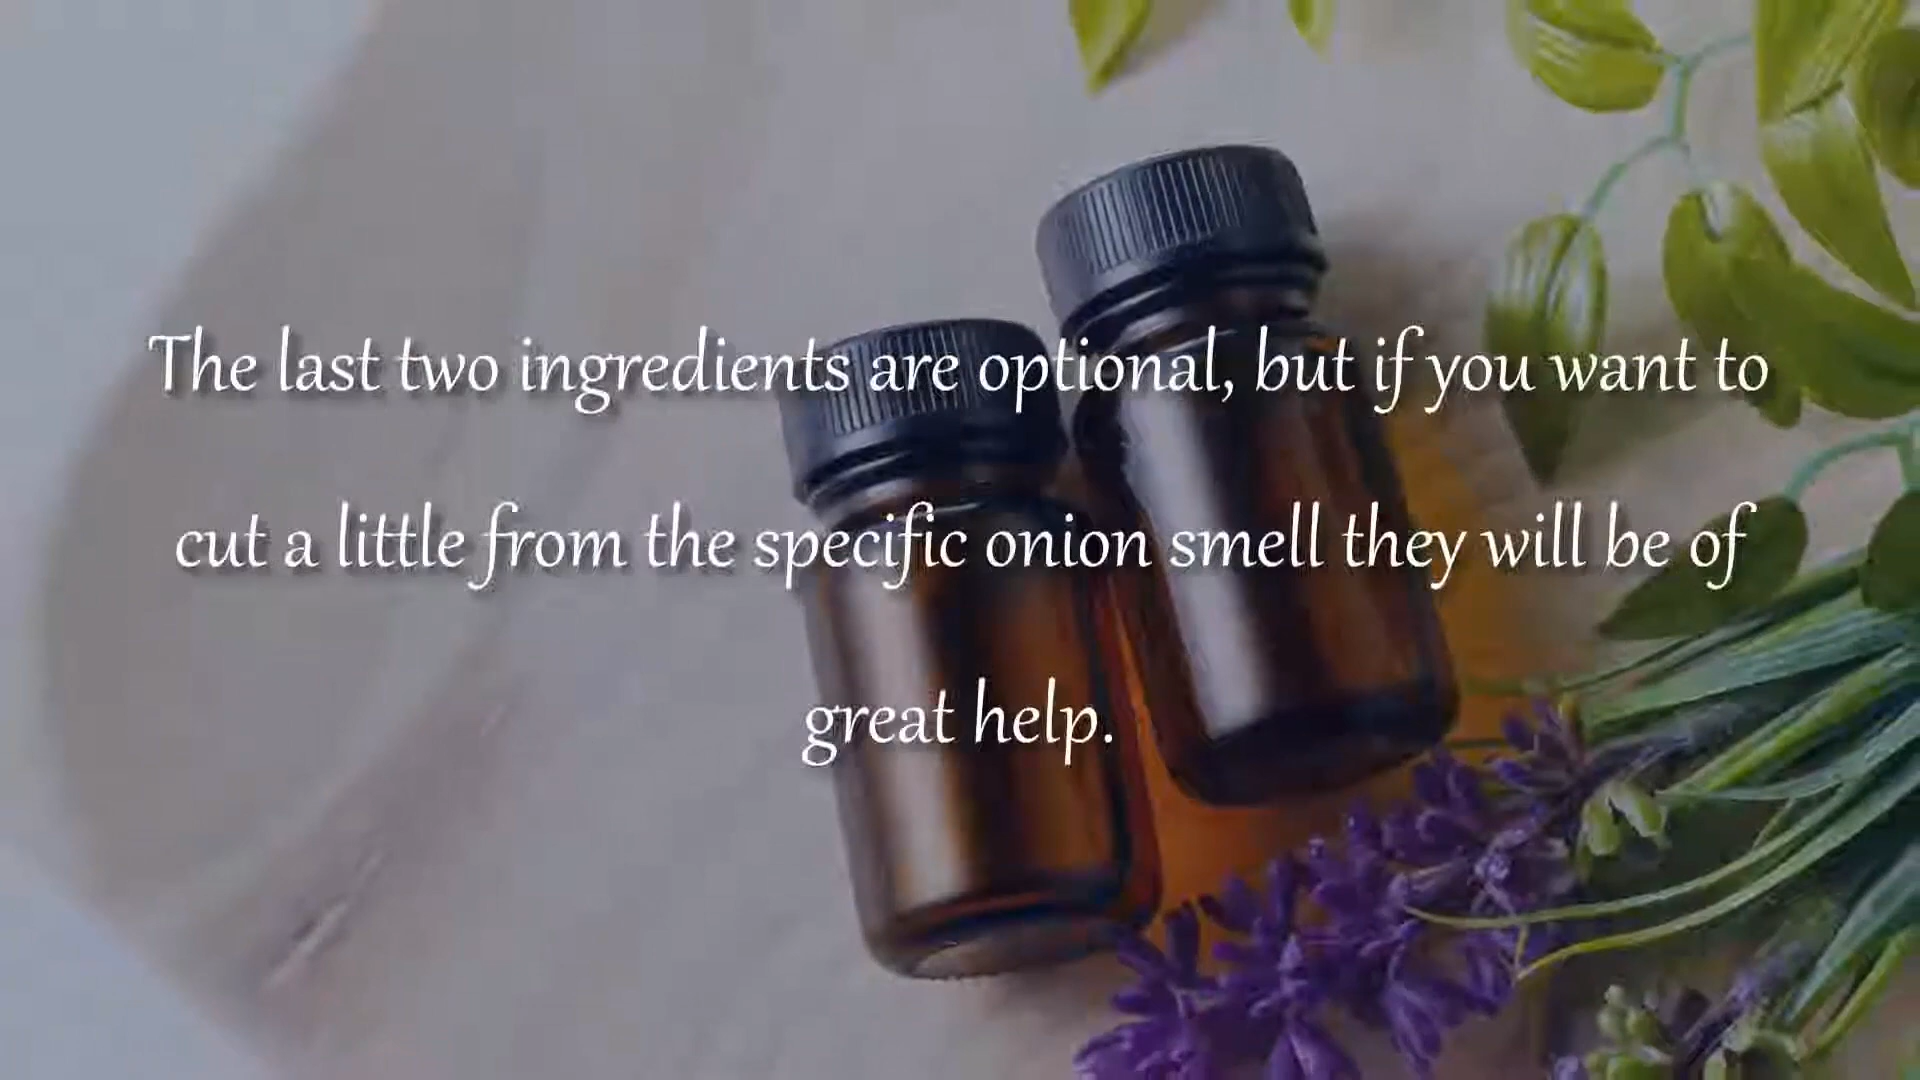 The last two ingredients are optional, but if you want to
cut a little from the specific onion smell they will be of
great help.